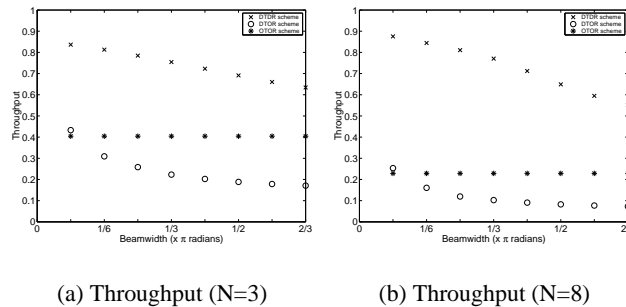 1
0.9
0.8
0.7
0.6
0.5
0.4
0.3
0.2
0.1
0
Throughput
0 1/6 1/3 1/2 2/3
Beamwidth (x π radians)
DTDR scheme
DTOR scheme
OTOR scheme
(a) Throughput (N=3)
1
0.9
0.8
0.7
0.6
0.5
0.4
0.3
0.2
0.1
0
Throughput
0 1/6 1/3 1/2 2
Beamwidth (x π radians)
DTDR scheme
DTOR scheme
OTOR scheme
(b) Throughput (N=8)